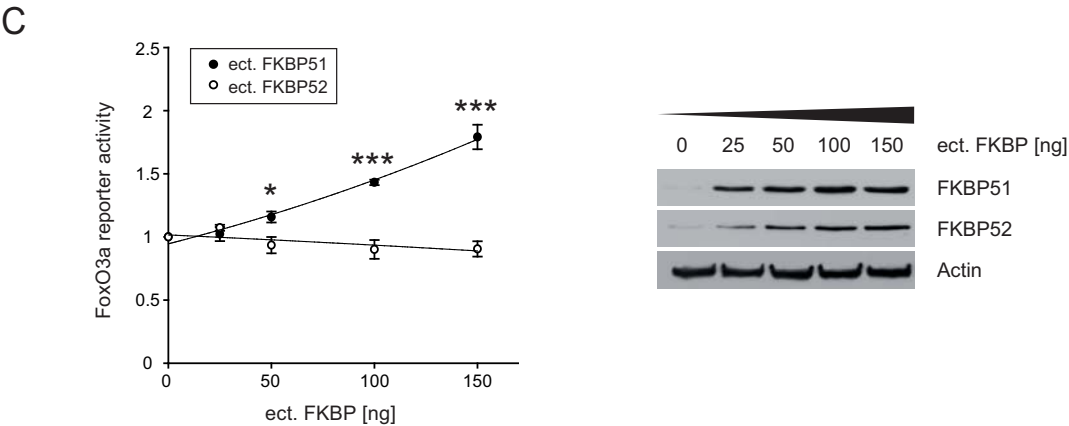 C
2.5
2
1.5
1
0.5
0
FoxO3a reporter activity
ect. FKBP51
ect. FKBP52
*
***
***
0 50 100 150
ect. FKBP [ng]
0 25 50 100 150 ect. FKBP [ng]
FKBP51
FKBP52
Actin